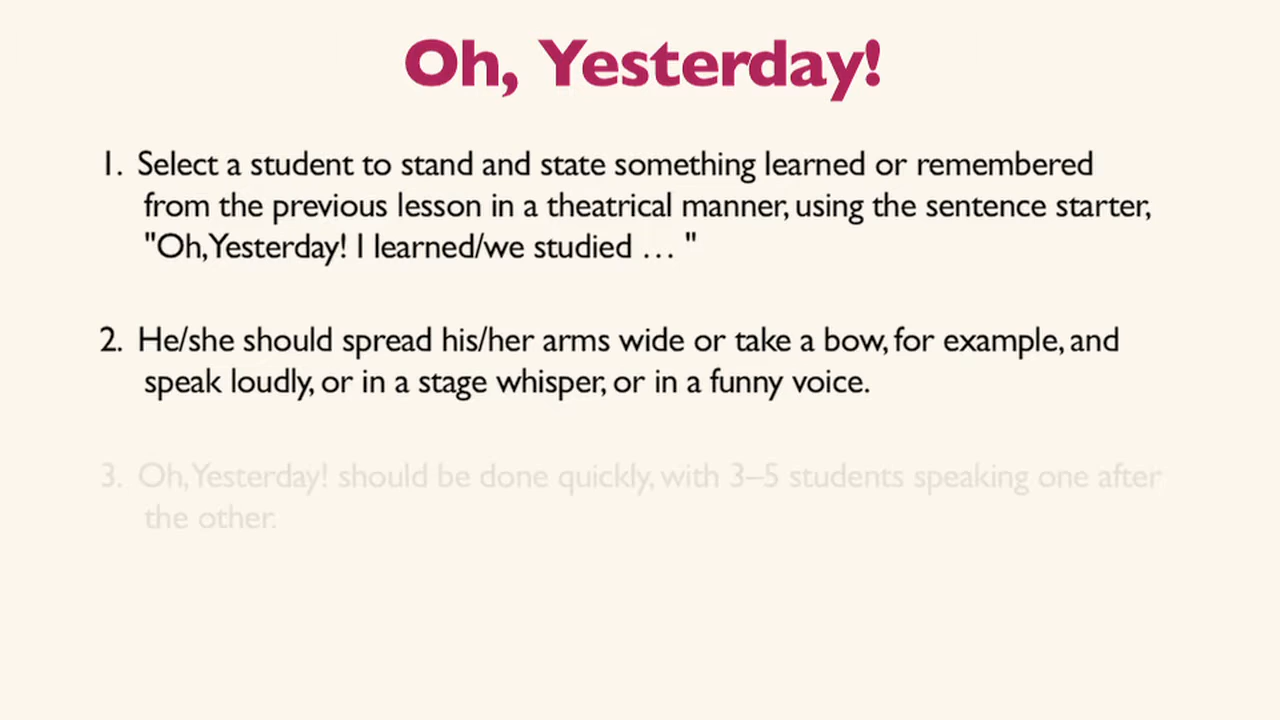 Oh, Yesterday!
1. Select a student to stand and state something learned or remembered
from the previous lesson in a theatrical manner, using the sentence starter,
"Oh, Yesterday! I learned/we studied … "
2. He/she should spread his/her arms wide or take a bow, for example, and
speak loudly, or in a stage whisper, or in a funny voice.
3. Oh, Yesterday! should be done quickly, with 3–5 students speaking one after
the other.